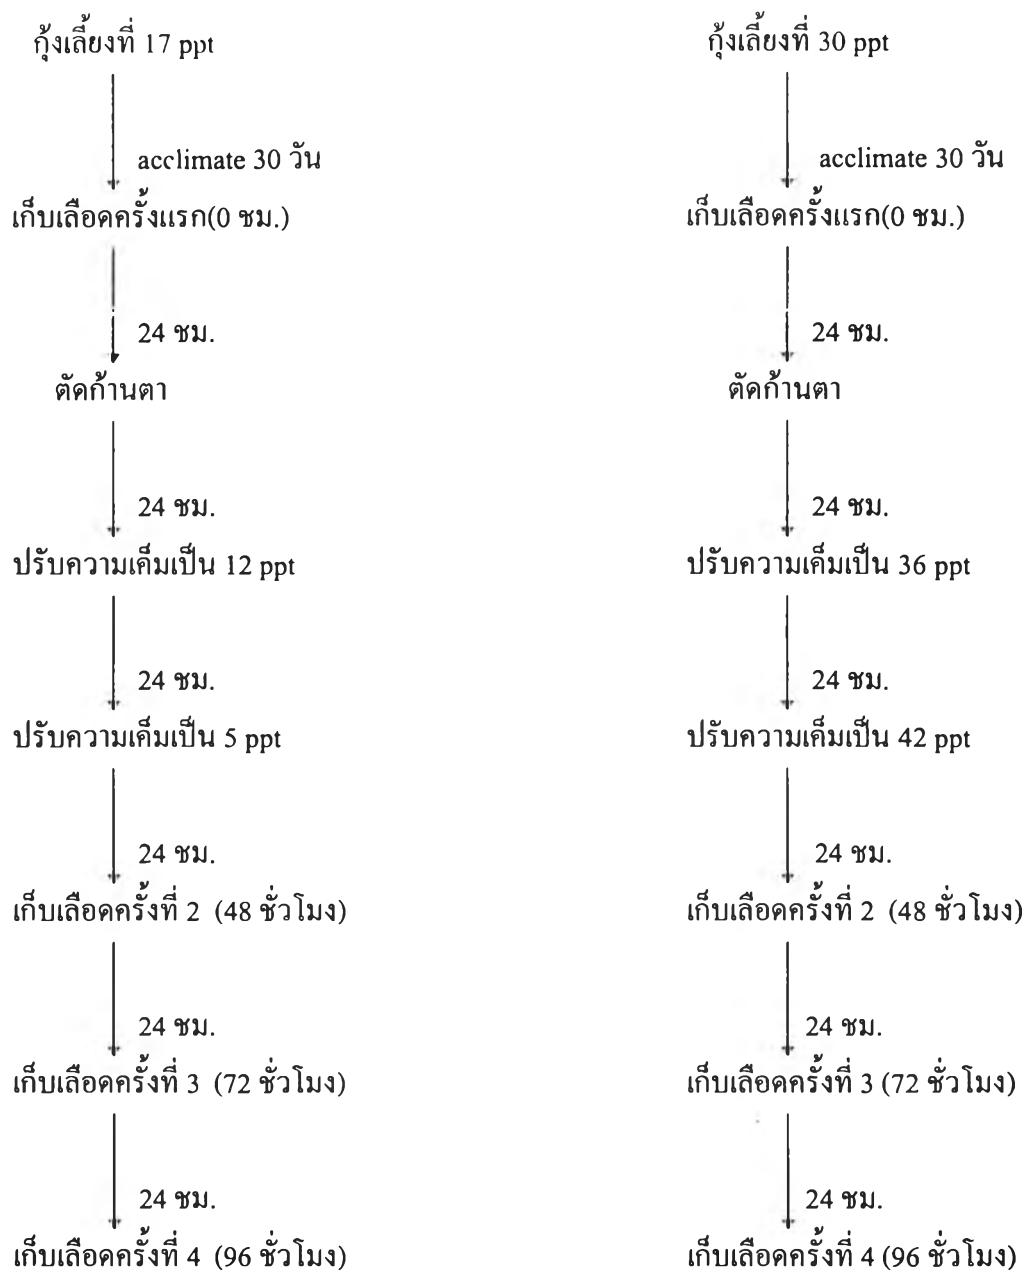 กุ้งเลี้ยงที่ 17 ppt
acclimate 30 วัน
เก็บเลือดครั้งแรก(0 ชม.)
24 ชม.
ตัดก้านตา
24 ชม.
ปรับความเค็มเป็น 12 ppt
24 ชม.
ปรับความเค็มเป็น 5 ppt
24 ชม.
เก็บเลือดครั้งที่ 2 (48 ชั่วโมง)
24 ชม.
เก็บเลือดครั้งที่ 3 (72 ชั่วโมง)
24 ชม.
เก็บเลือดครั้งที่ 4 (96 ชั่วโมง)
กุ้งเลี้ยงที่ 30 ppt
acclimate 30 วัน
เก็บเลือดครั้งแรก(0 ชม.)
24 ชม.
ตัดก้านตา
24 ชม.
ปรับความเค็มเป็น 36 ppt
24 ชม.
ปรับความเค็มเป็น 42 ppt
24 ชม.
เก็บเลือดครั้งที่ 2 (48 ชั่วโมง)
24 ชม.
เก็บเลือดครั้งที่ 3 (72 ชั่วโมง)
24 ชม.
เก็บเลือดครั้งที่ 4 (96 ชั่วโมง)